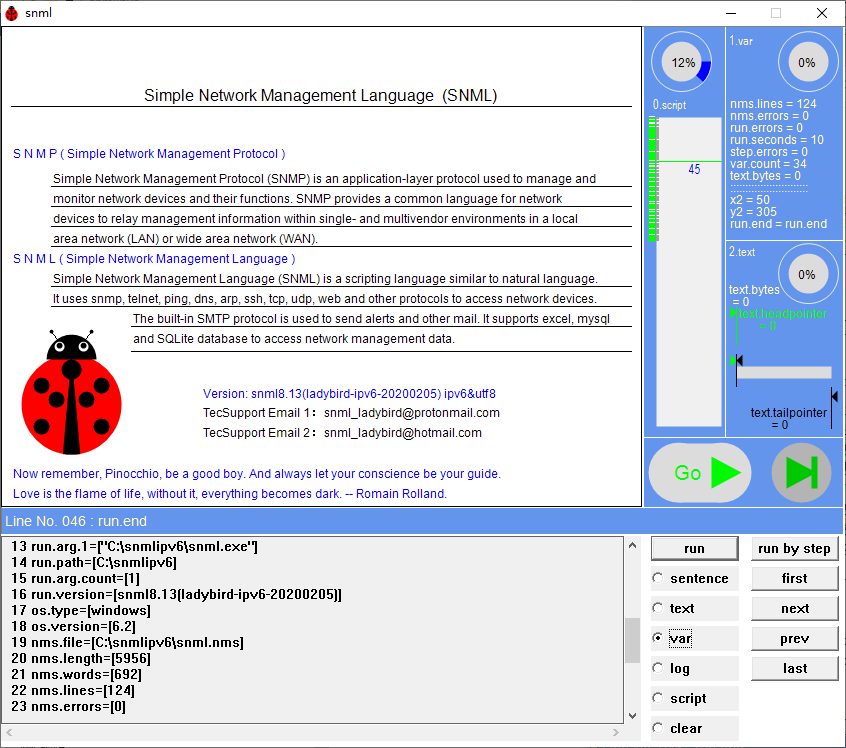 snml
Simple Network Management Language (SNML)
S N M P ( Simple Network Management Protocol )
Simple Network Management Protocol (SNMP) is an application-layer protocol used to manage and
monitor network devices and their functions. SNMP provides a common language for network
devices to relay management information within single- and multivendor environments in a local
area network (LAN) or wide area network (WAN).
S N M L ( Simple Network Management Language )
Simple Network Management Language (SNML) is a scripting language similar to natural language.
It uses snmp, telnet, ping, dns, arp, ssh, tcp, udp, web and other protocols to access network devices.
The built-in SMTP protocol is used to send alerts and other mail. It supports excel, mysql
and SQLite database to access network management data.
Version: snml8.13(ladybird-ipv6-20200205) ipv6&utf8
TecSupport Email 1： snml_ladybird@protonmail.com
TecSupport Email 2： snml_ladybird@hotmail.com
Now remember, Pinocchio, be a good boy. And always let your conscience be your guide.
Love is the flame of life, without it, everything becomes dark. -- Romain Rolland.
12%
0.script
45
1.var
0%
nms.lines = 124
nms.errors = 0
run.errors = 0
run.seconds = 10
step.errors = 0
var.count = 34
text.bytes = 0
x2 = 50
y2 = 305
run.end = run.end
2.text
0%
text.bytes
= 0
text.headpointer
= 0
text.tailpointer
= 0
Go
Line No. 046 : run.end
13 run.arg.1=["C:\snmlipv6\snml.exe"]
14 run.path=[C:\snmlipv6]
15 run.arg.count=[1]
16 run.version=[snml8.13(ladybird-ipv6-20200205)]
17 os.type=[windows]
18 os.version=[6.2]
19 nms.file=[C:\snmlipv6\snml.nms]
20 nms.length=[5956]
21 nms.words=[692]
22 nms.lines=[124]
23 nms.errors=[0]
run
run by step
sentence
first
text
next
var
prev
log
last
script
clear